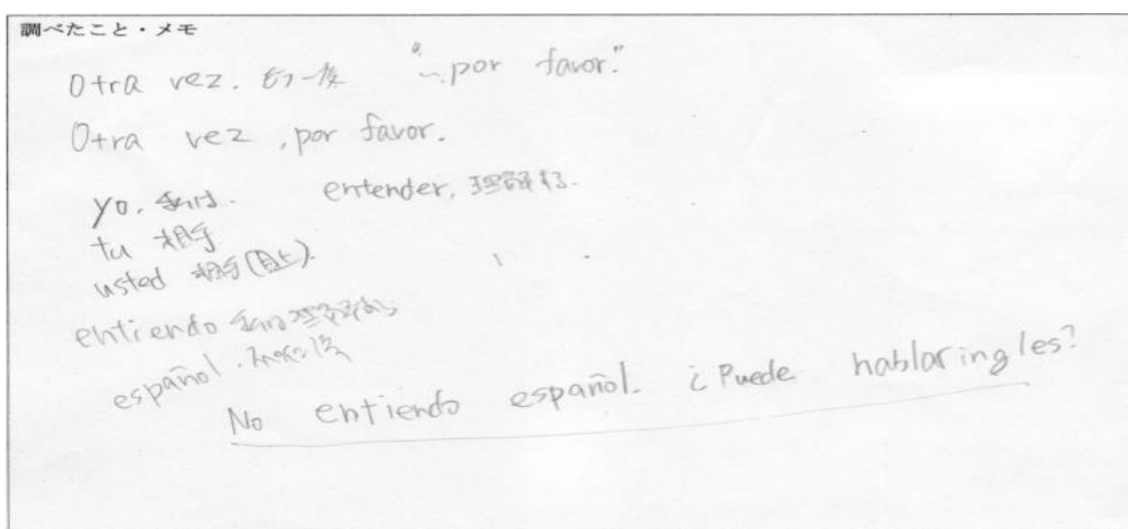 調べたこと・メモ
Otra vez. もう一度 "~, por favor."
Otra vez , por favor.
yo. 私は. entender, 理解する.
tu 相手
usted 相手(目上).
entiendo 私は理解する
español .スペイン語
No entiendo español. ¿Puede hablar ingles?